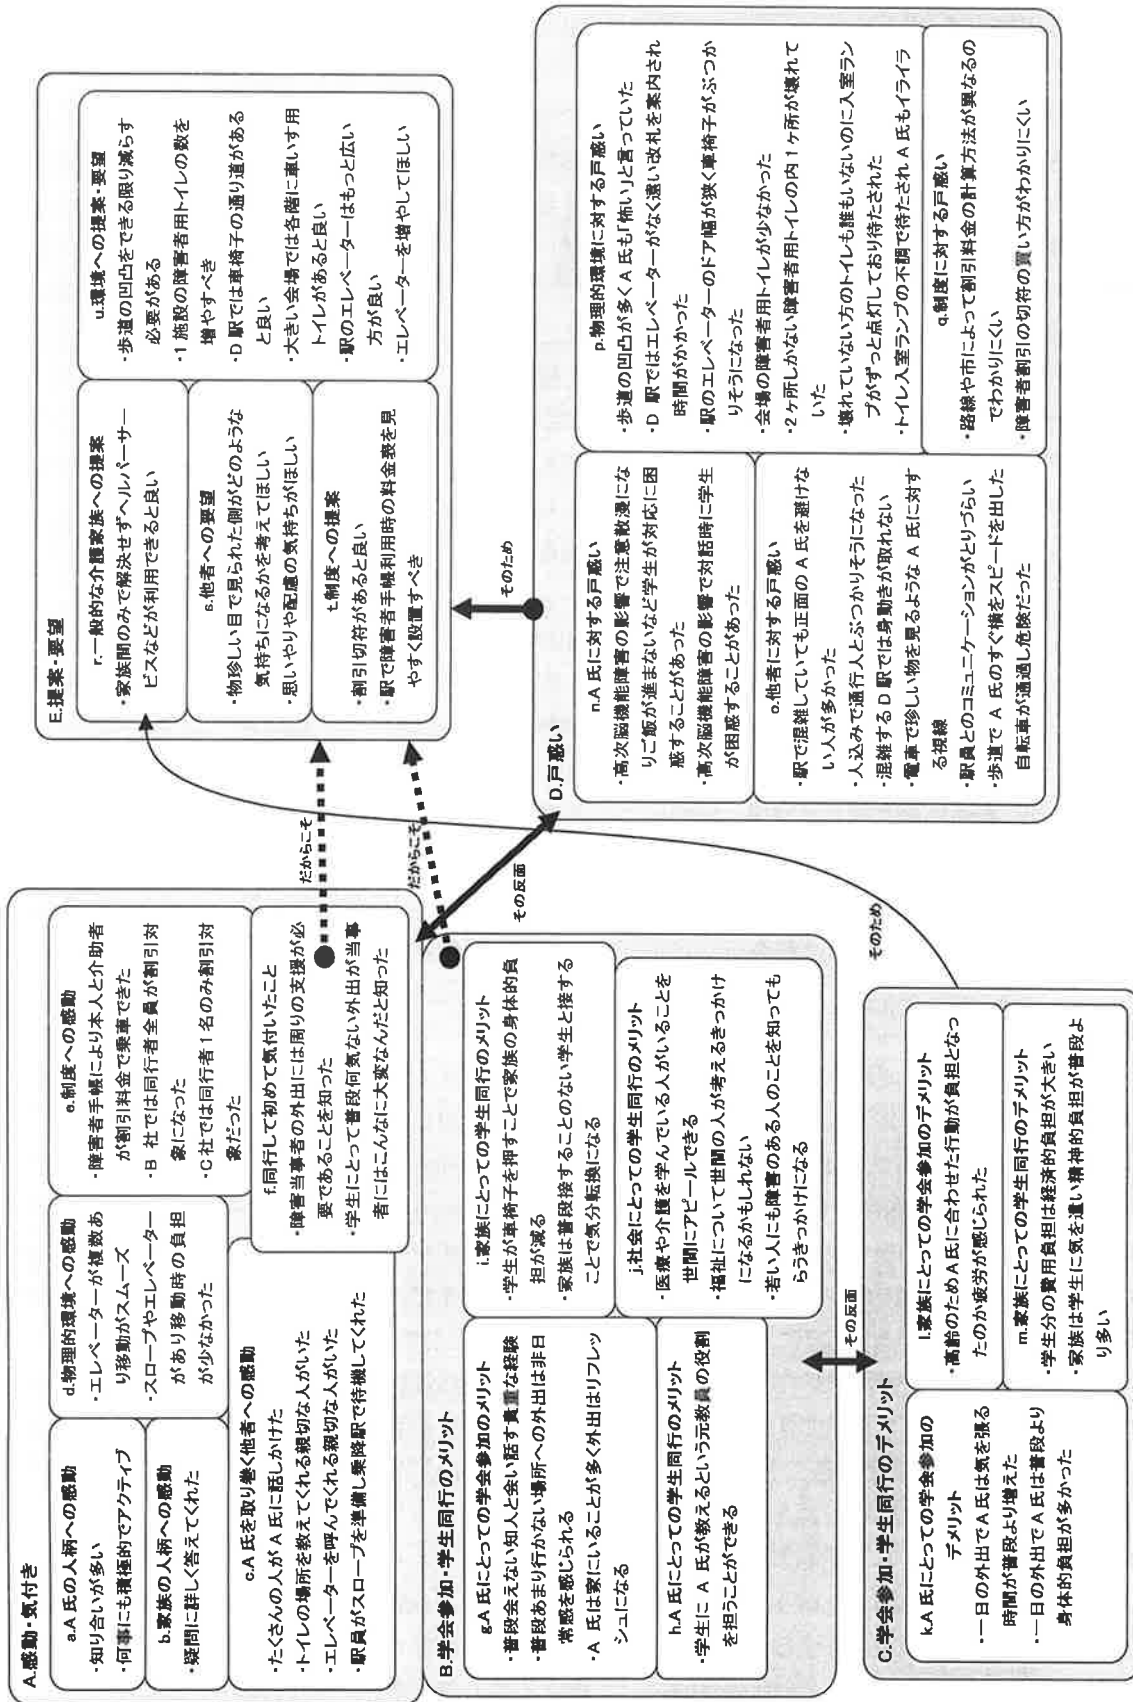 A.感動・気付き
a.A 氏の人柄への感動
・知り合いが多い
・何事にも積極的でアクティブ
b.家族の人柄への感動
・疑問に詳しく答えてくれた
c.A 氏を取り巻く他者への感動
・たくさんの人が A 氏に話しかけた
・トイレの場所を教えてくれる親切な人がいた
・エレベーターを呼んでくれる親切な人がいた
・駅員がスロープを準備し乗降駅で待機してくれた
d.物理的環境への感動
・エレベーターが複数あ
り移動がスムーズ
・スロープやエレベーター
があり移動時の負担
が少なかった
e.制度への感動
・障害者手帳により本人と介助者
が割引料金で乗車できた
・B 社では同行者全員が割引対
象になった
・C 社では同行者 1 名のみ割引対
象だった
f.同行して初めて気付いたこと
・障害当事者の外出には周りの支援が必
要であることを知った
・学生にとって普段何気ない外出が当事
者にはこんなに大変なんだと知った
B.学会参加・学生同行のメリット
g.A 氏にとっての学会参加のメリット
・普段会えない知人と会い話す貴重な経験
・普段あまり行かない場所への外出は非日
常感を感じられる
・A 氏は家にいることが多く外出はリフレッ
シュになる
h.A 氏にとっての学生同行のメリット
・学生に A 氏が教えるという元教員の役割
を担うことができる
i.家族にとっての学生同行のメリット
・学生が車椅子を押すことで家族の身体的負
担が減る
・家族は普段接することのない学生と接する
ことで気分転換になる
j.社会にとっての学生同行のメリット
・医療や介護を学んでいる人がいることを
世間にアピールできる
・福祉について世間の人が考えるきっかけ
になるかもしれない
・若い人にも障害のある人のことを知っても
らうきっかけになる
その反面
C.学会参加・学生同行のデメリット
k.A 氏にとっての学会参加の
デメリット
・一日の外出で A 氏は気を張る
時間が普段より増えた
・一日の外出で A 氏は普段より
身体的負担が多かった
l.家族にとっての学会参加のデメリット
・高齢のため A 氏に合わせた行動が負担となっ
たのか疲労が感じられた
m.家族にとっての学生同行のデメリット
・学生分の費用負担は経済的負担が大きい
・家族は学生に気を遣い精神的負担が普段よ
り多い
だからこそ
だからこそ
その反面
そのため
E.提案・要望
r.一般的な介護家族への提案
・家族間のみで解決せずヘルパーサー
ビスなどが利用できると良い
s.他者への要望
・物珍しい目で見られた側がどのような
気持ちになるかを考えてほしい
・思いやりや配慮の気持ちがほしい
t.制度への提案
・割引切符があると良い
・駅で障害者手帳利用時の料金表を見
やすく設置すべき
u.環境への提案・要望
・歩道の凹凸をできる限り減らす
必要がある
・1 施設の障害者用トイレの数を
増やすべき
・D 駅では車椅子の通り道がある
と良い
・大きい会場では各階に車いす用
トイレがあると良い
・駅のエレベーターはもっと広い
方が良い
・エレベーターを増やしてほしい
そのため
D.戸惑い
n.A 氏に対する戸惑い
・高次脳機能障害の影響で注意散漫にな
りご飯が進まないなど学生が対応に困
惑することがあった
・高次脳機能障害の影響で対話時に学生
が困惑することがあった
o.他者に対する戸惑い
・駅で混雑していても正面の A 氏を避けな
い人が多かった
・人込みで通行人とぶつかりそうになった
・混雑する D 駅では身動きが取れない
・電車で珍しい物を見るような A 氏に対す
る視線
・駅員とのコミュニケーションがとりづらい
・歩道で A 氏のすぐ横をスピードを出した
自転車が通過し危険だった
p.物理的環境に対する戸惑い
・歩道の凹凸が多く A 氏も「怖い」と言っていた
・D 駅ではエレベーターがなく遠い改札を案内され
時間がかかった
・駅のエレベーターのドア幅が狭く車椅子がぶつか
りそうになった
・会場の障害者用トイレが少なかった
・2 ヶ所しかない障害者用トイレの内 1 ヶ所が壊れて
いた
・壊れていない方のトイレも誰もいないのに入室ラン
プがずっと点灯しており待たされた
・トイレ入室ランプの不調で待たされ A 氏もイライラ
q.制度に対する戸惑い
・路線や市によって割引料金の計算方法が異なるの
でわかりにくい
・障害者割引の切符の買い方がわかりにくい